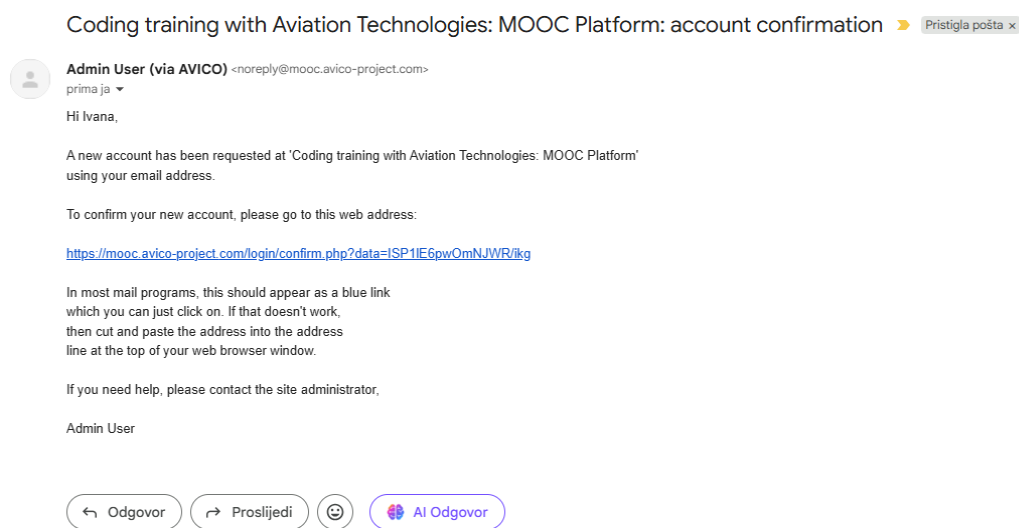 Coding training with Aviation Technologies: MOOC Platform: account confirmation Pristigla pošta ×
Admin User (via AVICO) <noreply@mooc.avico-project.com>
prima ja
Hi Ivana,
A new account has been requested at 'Coding training with Aviation Technologies: MOOC Platform'
using your email address.
To confirm your new account, please go to this web address:
https://mooc.avico-project.com/login/confirm.php?data=ISP1IE6pwOmNJWR/ikg
In most mail programs, this should appear as a blue link
which you can just click on. If that doesn't work,
then cut and paste the address into the address
line at the top of your web browser window.
If you need help, please contact the site administrator,
Admin User
Odgovor Proslijedi AI Odgovor